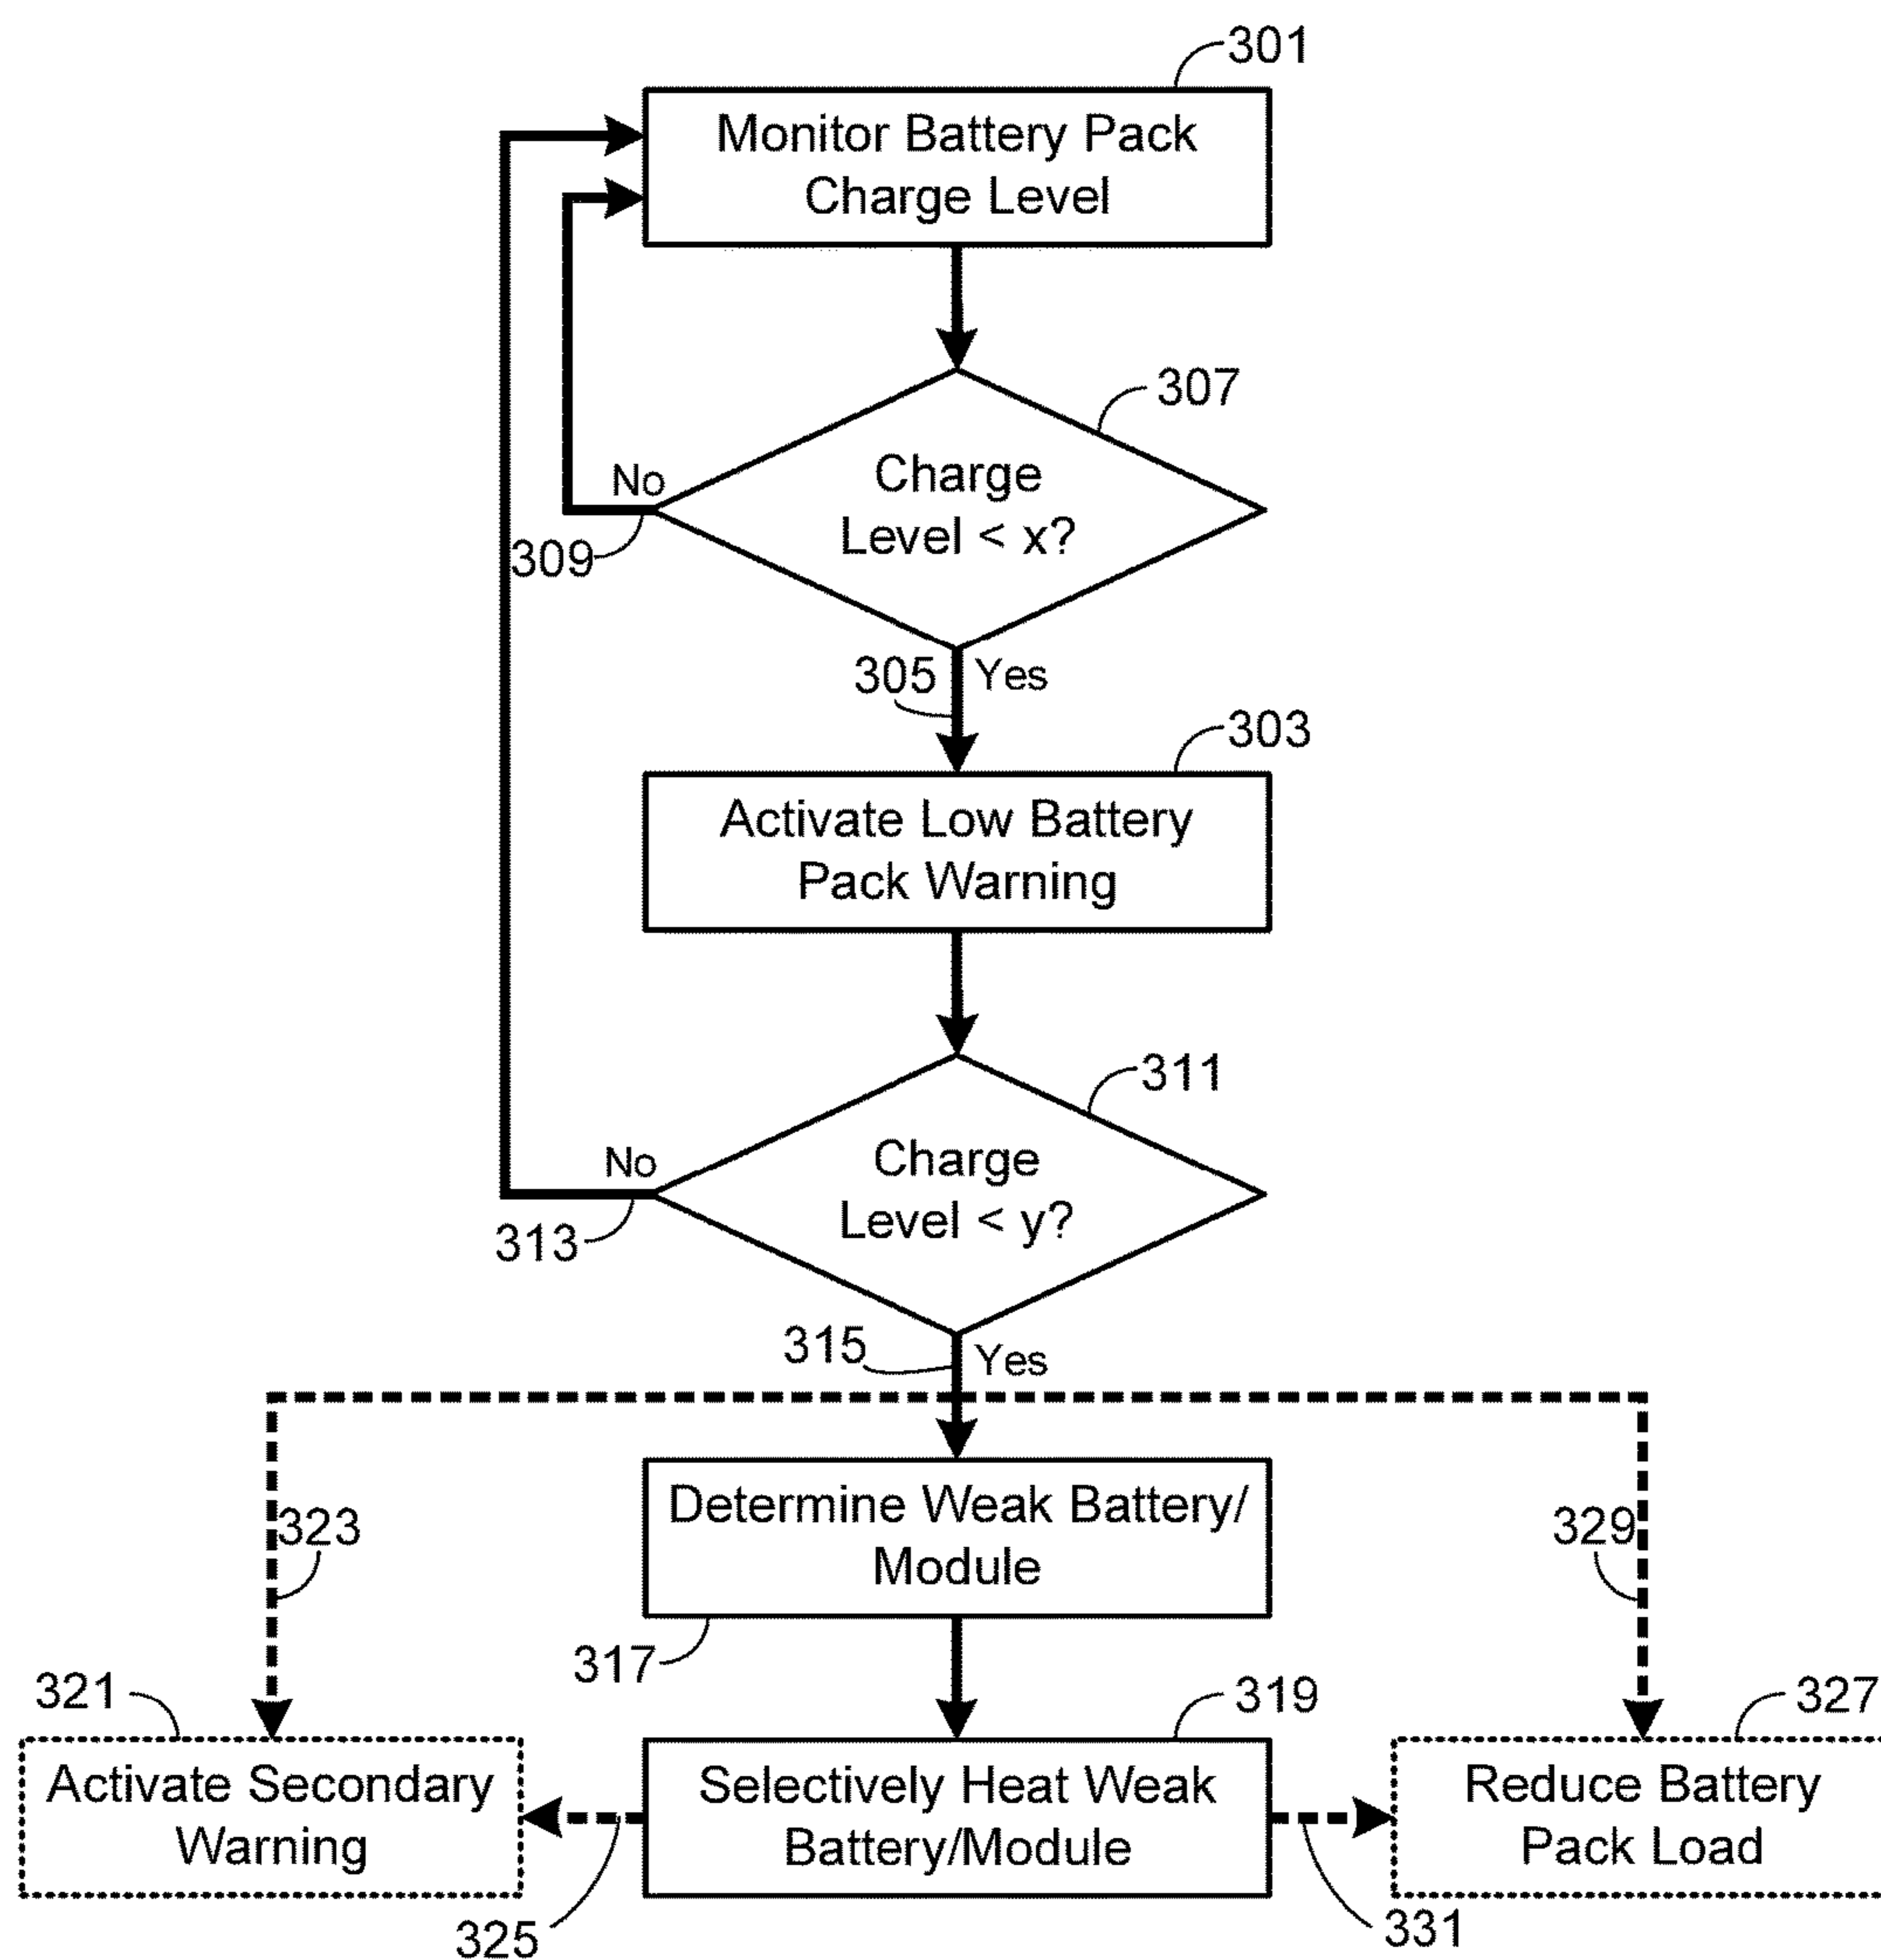 301
Monitor Battery Pack
Charge Level
307
Charge
Level < x?
No
309
305
Yes
303
Activate Low Battery
Pack Warning
311
Charge
Level < y?
No
313
315
Yes
323
Determine Weak Battery/
Module
329
317
321
319
327
Activate Secondary
Warning
Selectively Heat Weak
Battery/Module
Reduce Battery
Pack Load
325
331